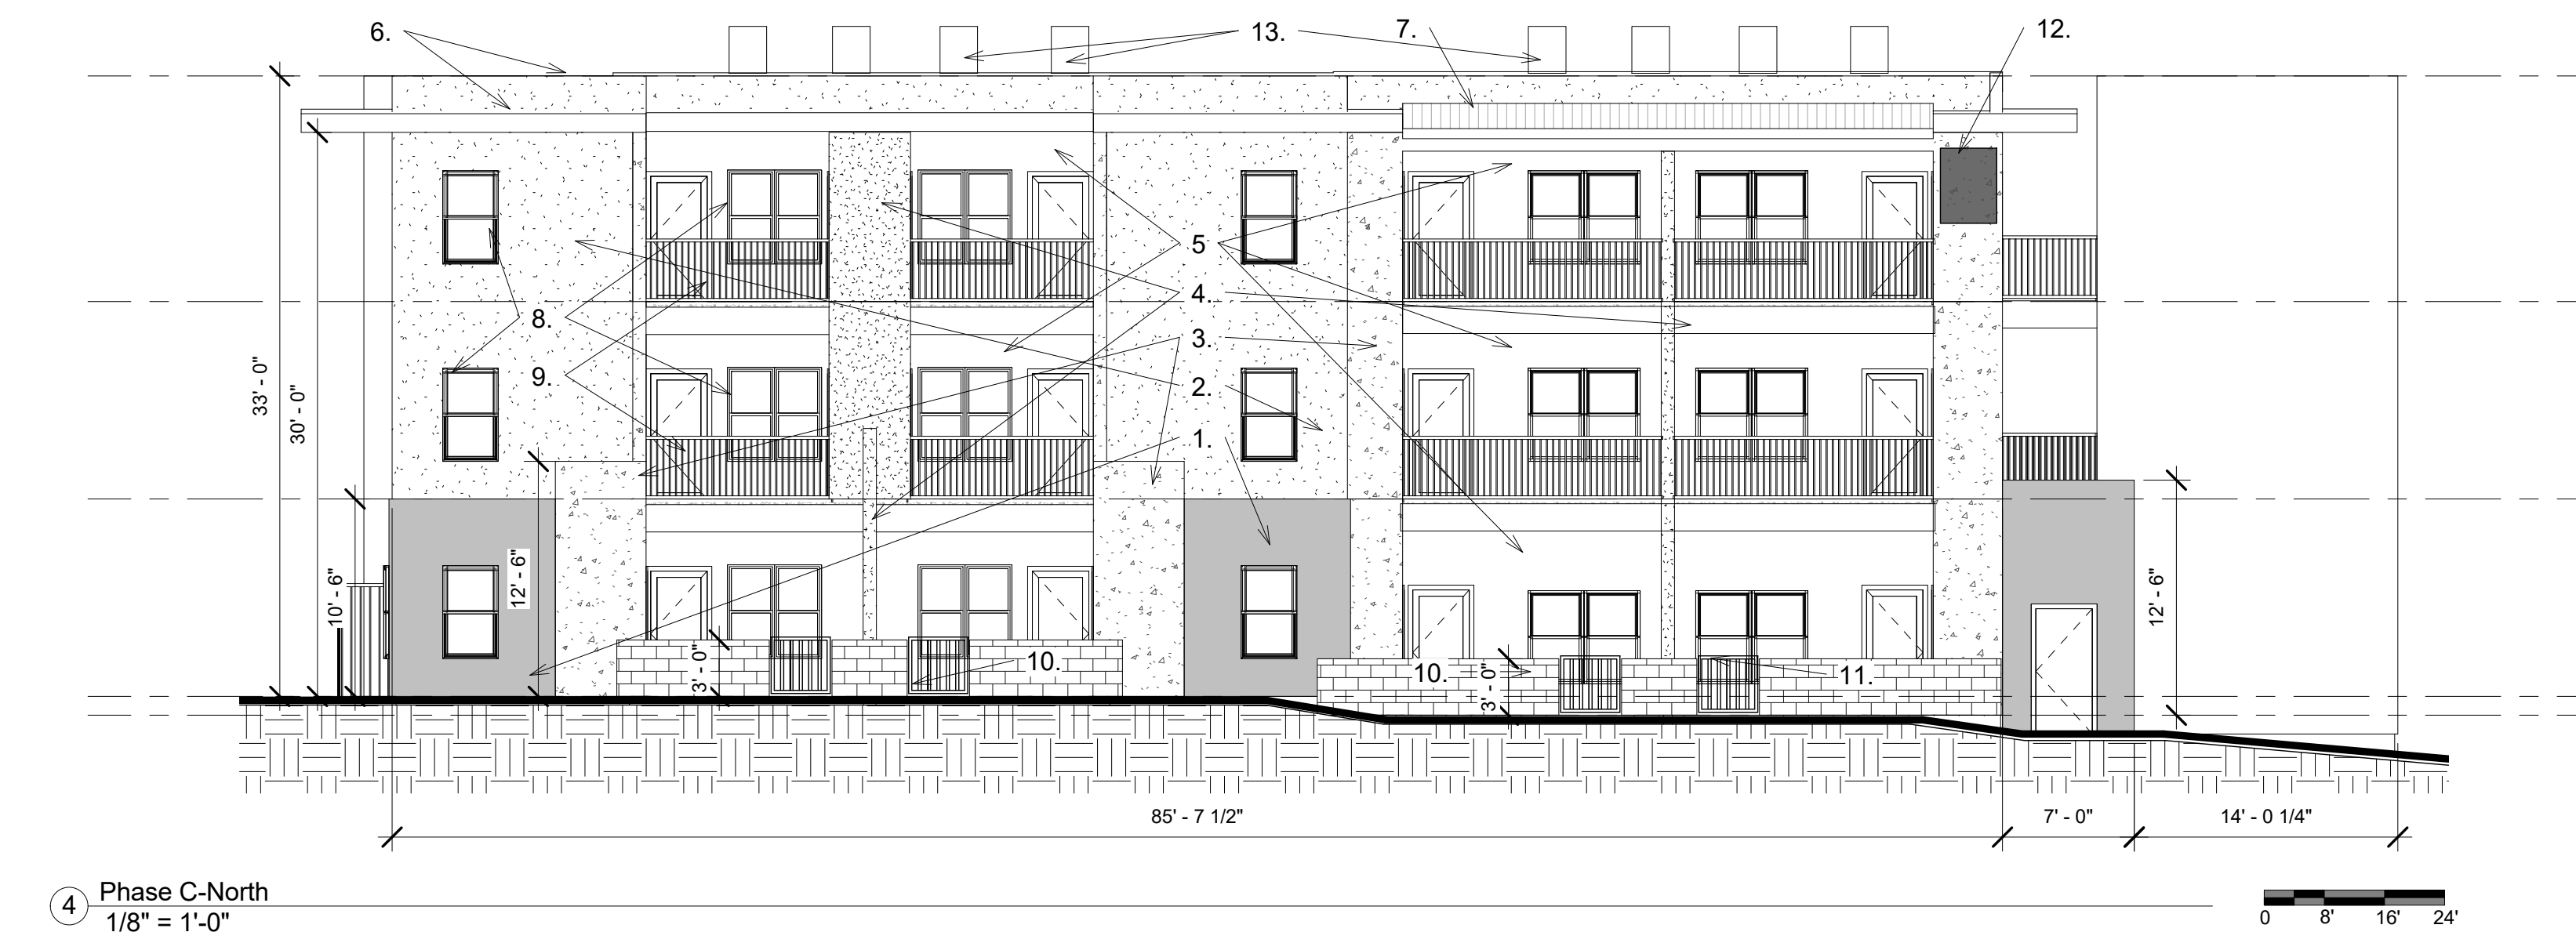 6.
13.
7.
12.
5
4.
3.
2.
1.
8.
9.
33' - 0"
30' - 0"
10' - 6"
12' - 6"
3' - 0"
10.
10.
3' - 0"
11.
12' - 6"
85' - 7 1/2"
7' - 0"
14' - 0 1/4"
4
Phase C-North
1/8" = 1'-0"
0 8' 16' 24'